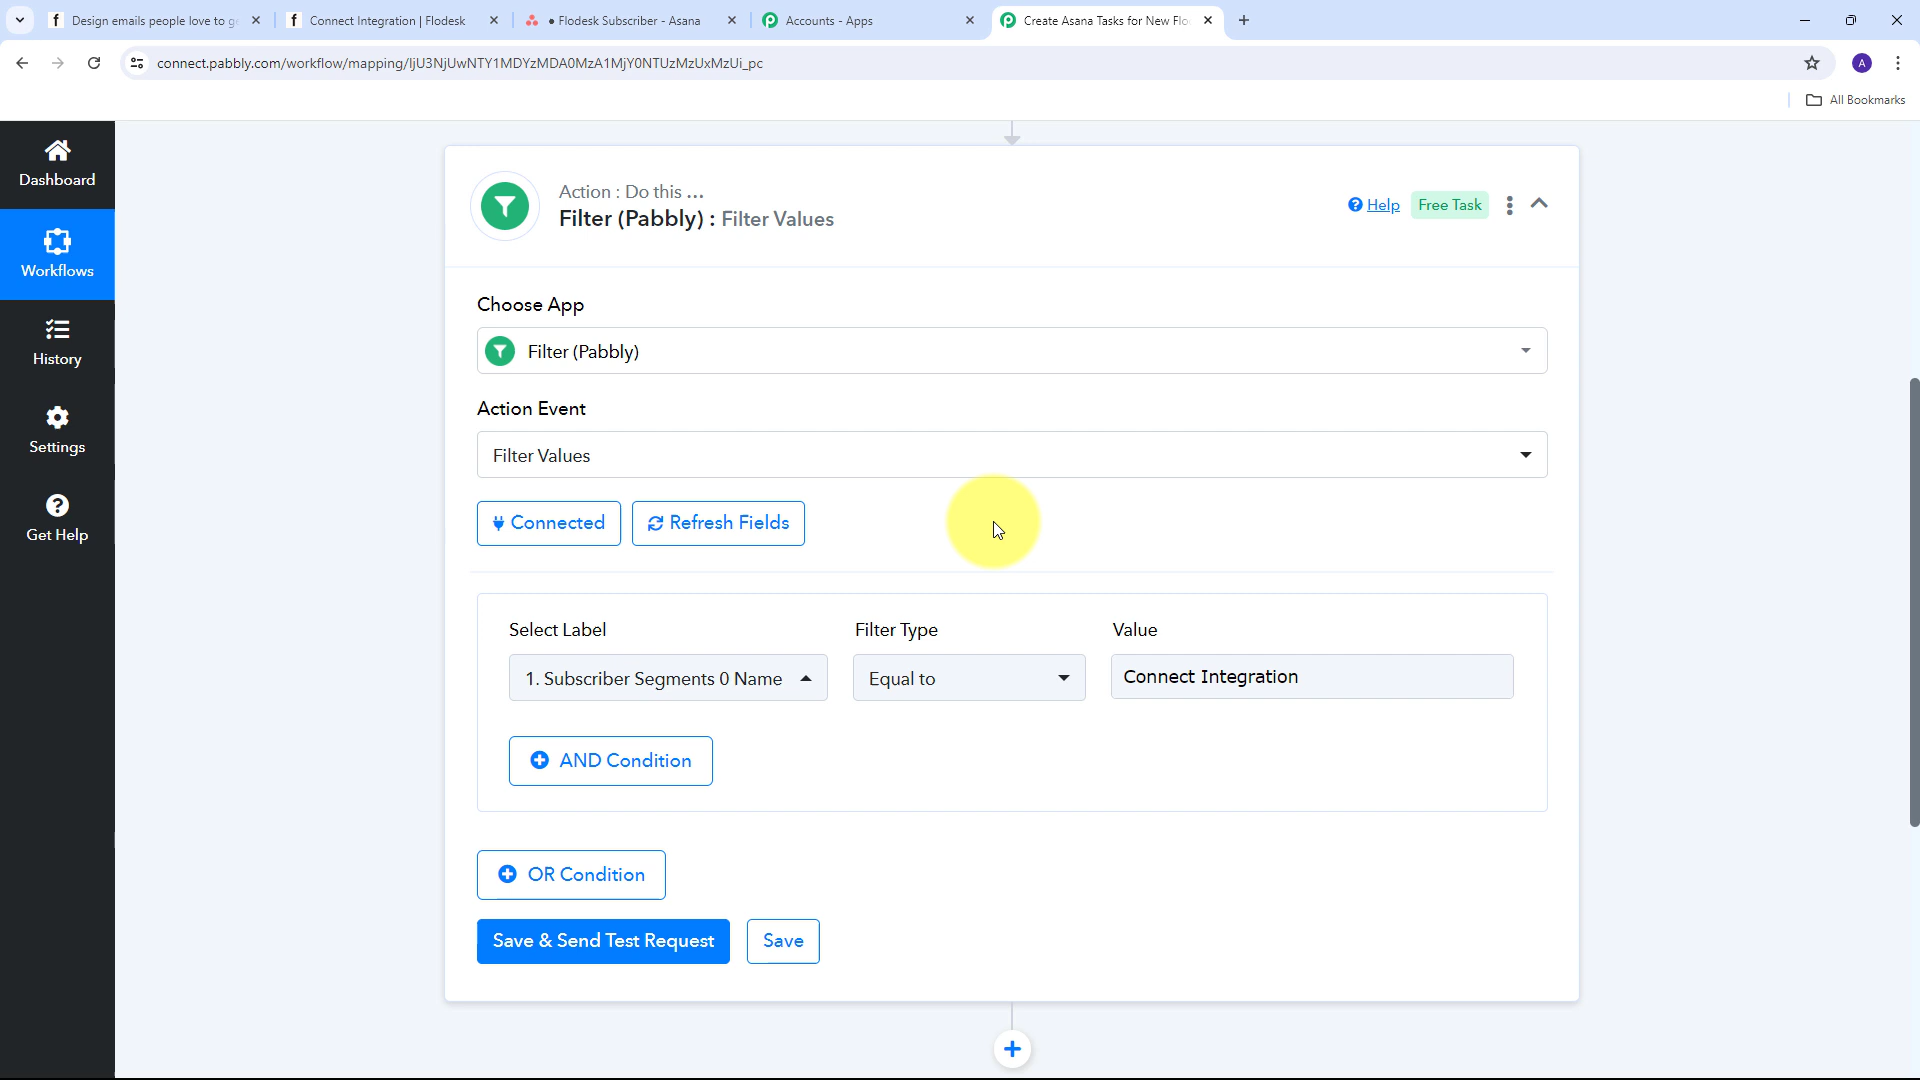 Design emails people love to g
Connect Integration | Flodesk
• Flodesk Subscriber - Asana
Accounts - Apps
Create Asana Tasks for New Flo
connect.pabbly.com/workflow/mapping/IjU3NjUwNTY1MDYzMDA0MzA1MjY0NTUzMzUxMzUi_pc
A
All Bookmarks
Dashboard
Workflows
History
Settings
Get Help
Action : Do this ...
Filter (Pabbly) : Filter Values
Help
Free Task
Choose App
Filter (Pabbly)
Action Event
Filter Values
Connected
Refresh Fields
Select Label
Filter Type
Value
1. Subscriber Segments 0 Name
Equal to
Connect Integration
AND Condition
OR Condition
Save & Send Test Request
Save